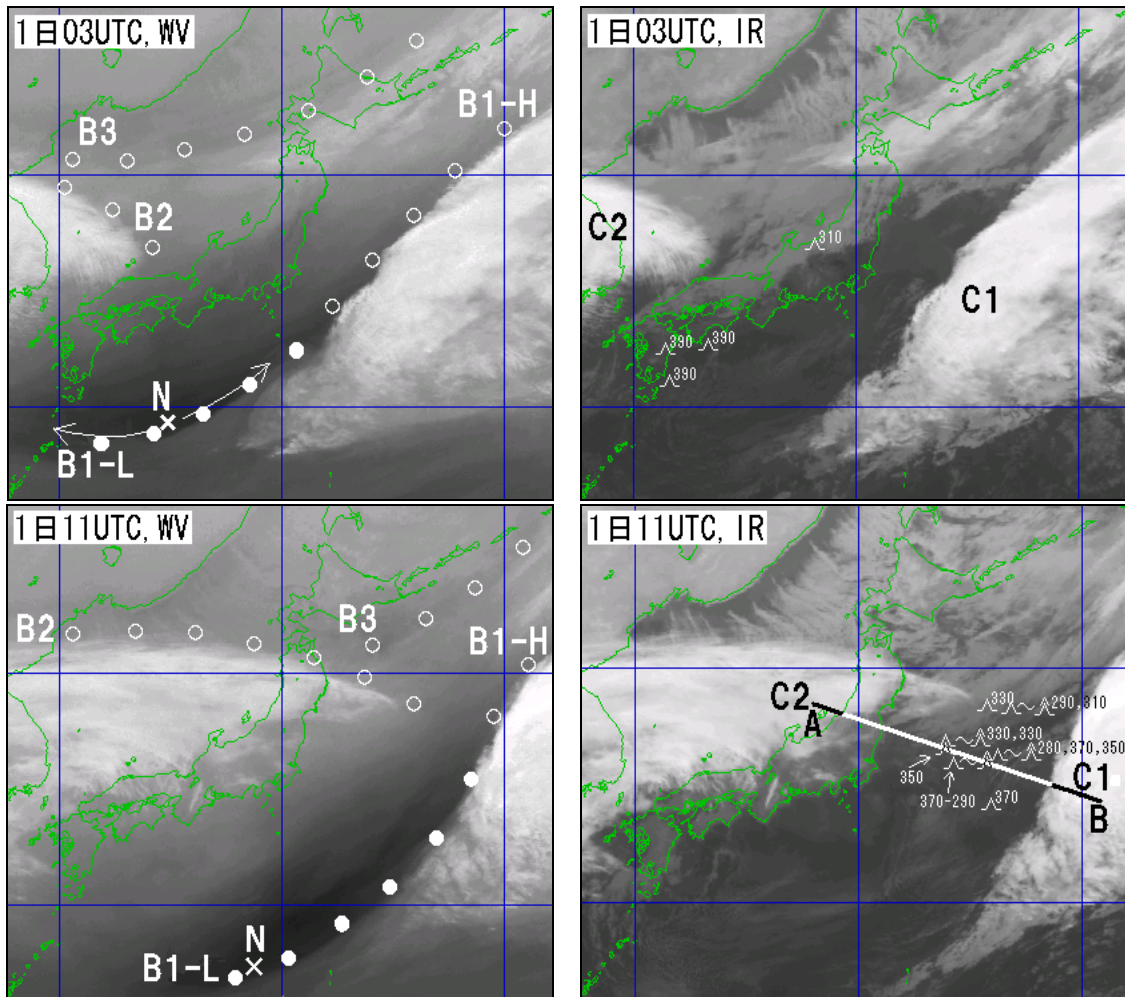 1日03UTC, WV
B1-H
B3
B2
N
B1-L
1日03UTC, IR
C2
310
C1
390
390
390
1日11UTC, WV
B2
B3
B1-H
N
B1-L
1日11UTC, IR
C2
A
330
290,310
330,330
280,370,350
350
370-290
370
C1
B